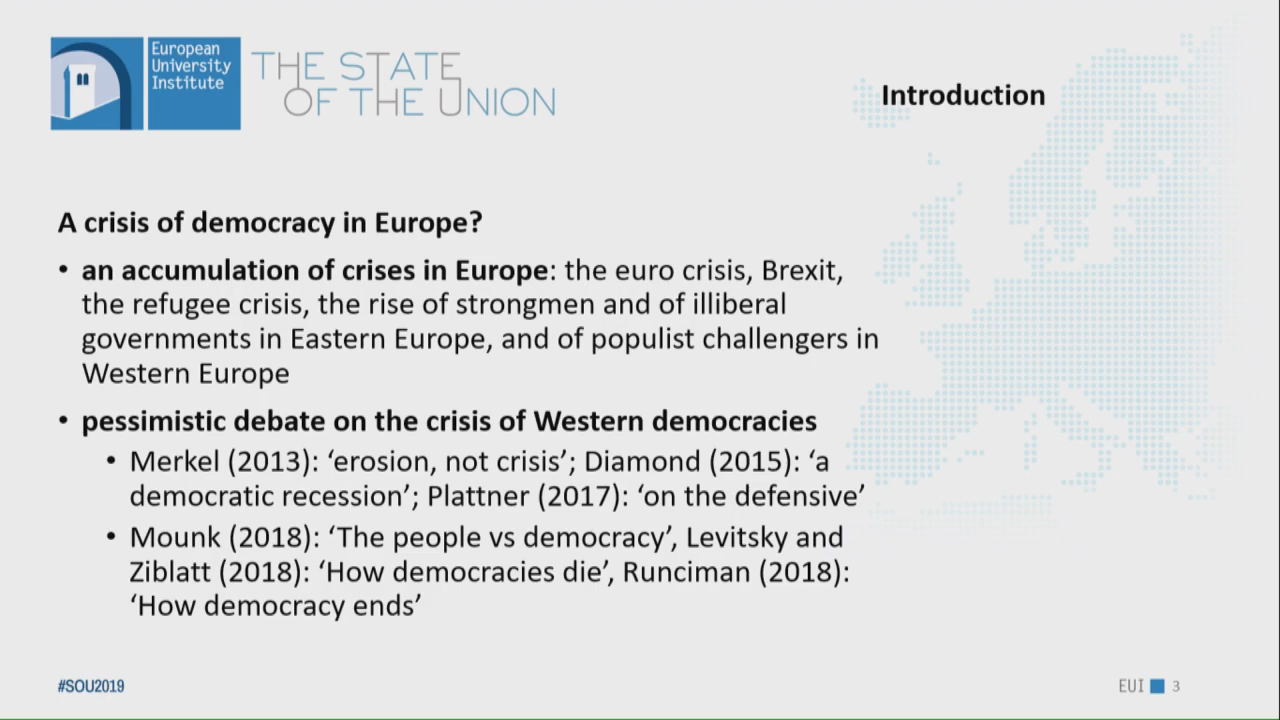 European
University
Institute
THE STATE
OF THE UNION
Introduction
A crisis of democracy in Europe?
• an accumulation of crises in Europe: the euro crisis, Brexit,
the refugee crisis, the rise of strongmen and of illiberal
governments in Eastern Europe, and of populist challengers in
Western Europe
• pessimistic debate on the crisis of Western democracies
• Merkel (2013): ‘erosion, not crisis’; Diamond (2015): ‘a
democratic recession’; Plattner (2017): ‘on the defensive’
• Mounk (2018): ‘The people vs democracy’, Levitsky and
Ziblatt (2018): ‘How democracies die’, Runciman (2018):
‘How democracy ends’
#SOU2019
EUI 3